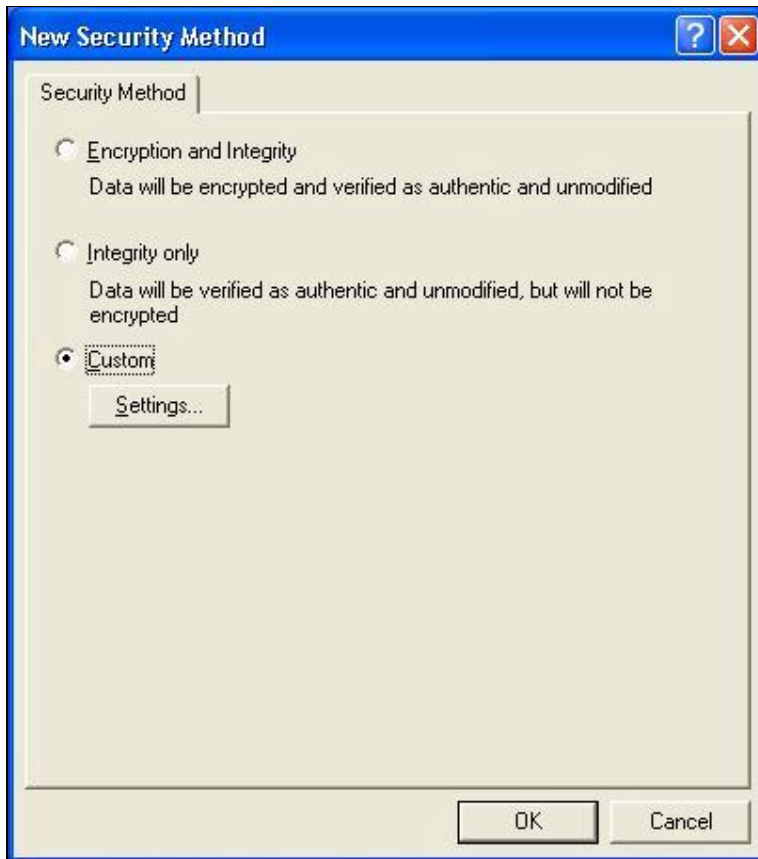 New Security Method
?
Security Method
Encryption and Integrity
Data will be encrypted and verified as authentic and unmodified
Integrity only
Data will be verified as authentic and unmodified, but will not be
encrypted
Custom
Settings...
OK
Cancel